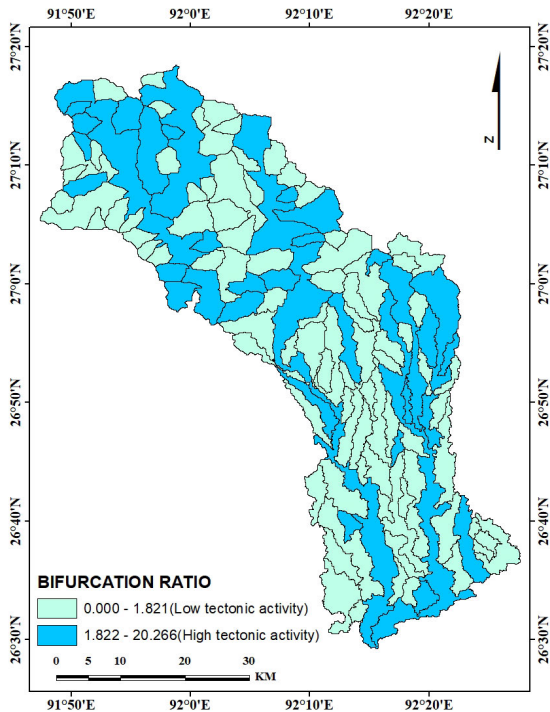 91°50'E 92°0'E 92°10'E 92°20'E
27°20'N 27°20'N
N
27°10'N 27°10'N
27°0'N 27°0'N
26°50'N 26°50'N
26°40'N 26°40'N
BIFURCATION RATIO
0.000 - 1.821(Low tectonic activity)
1.822 - 20.266(High tectonic activity)
26°30'N 26°30'N
0 5 10 20 30
KM
91°50'E 92°0'E 92°10'E 92°20'E